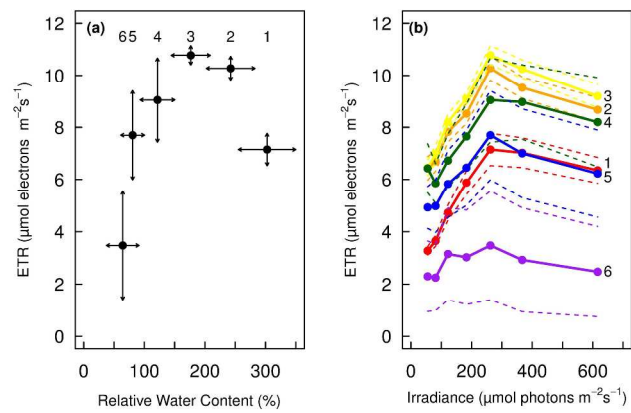 (a)
65 4 3 2 1
ETR (µmol electrons m⁻²s⁻¹)
12
10
8
6
4
2
0
0 100 200 300
Relative Water Content (%)
(b)
ETR (µmol electrons m⁻²s⁻¹)
12
10
8
6
4
2
0
3
2
4
1
5
6
0 200 400 600
Irradiance (µmol photons m⁻²s⁻¹)